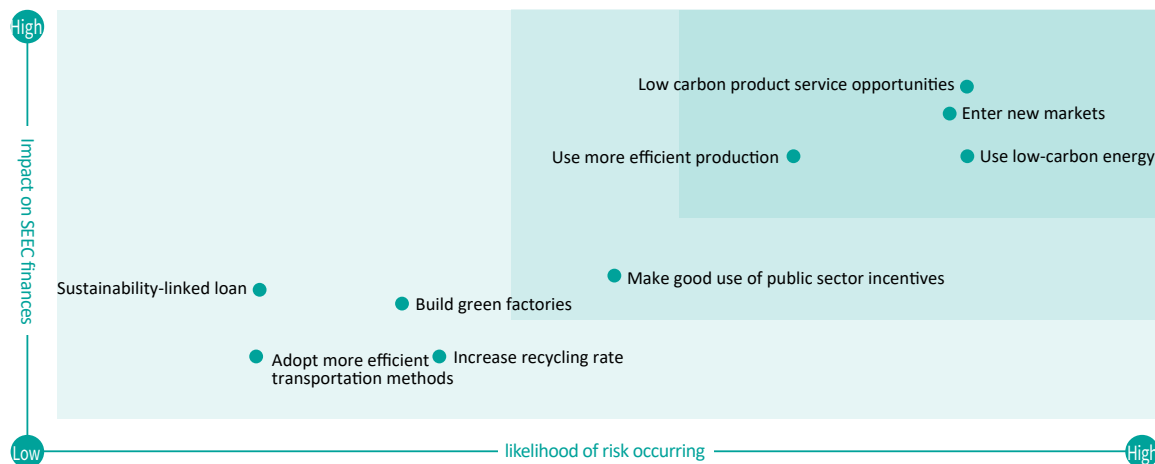 High
Low carbon product service opportunities
Enter new markets
Use more efficient production
Use low-carbon energy
Impact on SEEC finances
Make good use of public sector incentives
Sustainability-linked loan
Build green factories
Adopt more efficient
transportation methods
Increase recycling rate
Low
likelihood of risk occurring
High